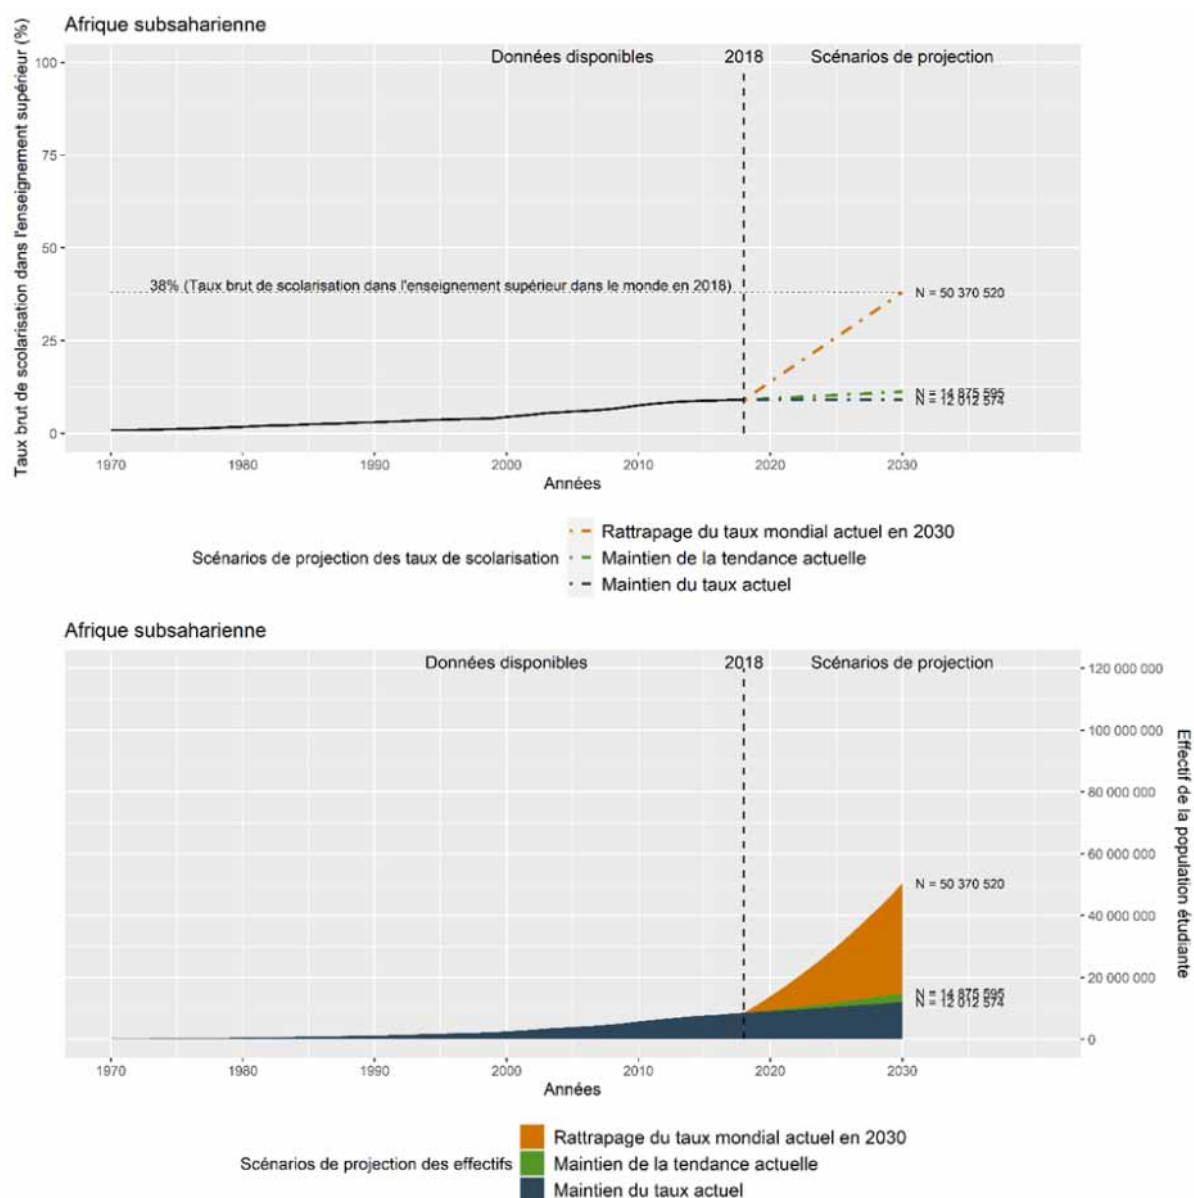 Afrique subsaharienne
Taux brut de scolarisation dans l'enseignement supérieur (%)
Données disponibles 2018 Scénarios de projection
100
75
50
38% (Taux brut de scolarisation dans l'enseignement supérieur dans le monde en 2018)
N = 50 370 520
25
N = 14 875 595
N = 12 012 574
0
1970 1980 1990 2000 2010 2020 2030
Années
Scénarios de projection des taux de scolarisation
Rattrapage du taux mondial actuel en 2030
Maintien de la tendance actuelle
Maintien du taux actuel
Afrique subsaharienne
Données disponibles 2018 Scénarios de projection
120 000 000
100 000 000
80 000 000
60 000 000
N = 50 370 520
40 000 000
20 000 000
N = 14 875 595
N = 12 012 574
0
Effectif de la population étudiante
1970 1980 1990 2000 2010 2020 2030
Années
Scénarios de projection des effectifs
Rattrapage du taux mondial actuel en 2030
Maintien de la tendance actuelle
Maintien du taux actuel